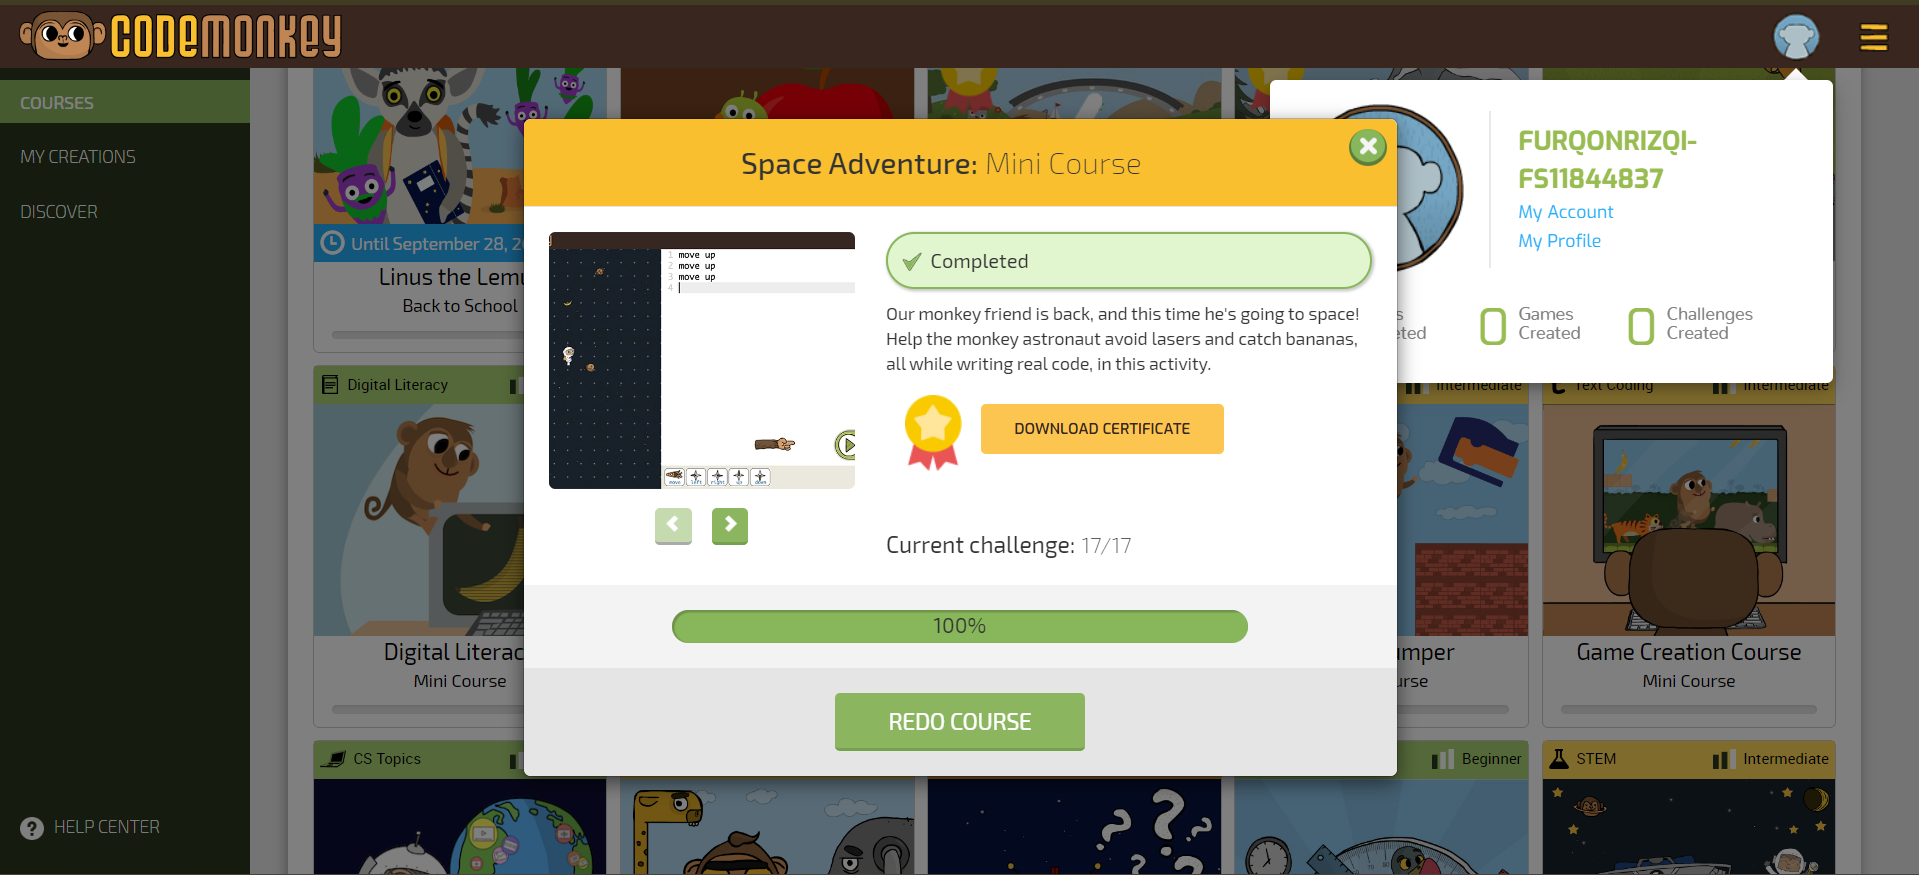 CODEMONKEY
COURSES
MY CREATIONS
DISCOVER
HELP CENTER
FURQONRIZQI-
FS11844837
My Account
My Profile
Games
Created
Challenges
Created
0
0
Space Adventure: Mini Course
1 move up
2 move up
3 move up
4
move left right up down
Completed
Our monkey friend is back, and this time he's going to space!
Help the monkey astronaut avoid lasers and catch bananas,
all while writing real code, in this activity.
DOWNLOAD CERTIFICATE
Current challenge: 17/17
100%
REDO COURSE
Until September 28, 2
Linus the Lemu
Back to School
Digital Literacy
Intermediate
Text Coding
Intermediate
Digital Literac
Mini Course
Game Creation Course
Mini Course
CS Topics
Beginner
STEM
Intermediate